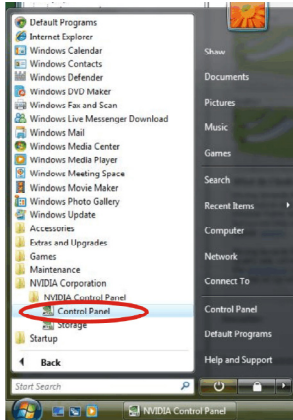 Default Programs
Internet Explorer
Windows Calendar
Windows Contacts
Windows Defender
Windows DVD Maker
Windows Fax and Scan
Windows Live Messenger Download
Windows Mail
Windows Media Center
Windows Media Player
Windows Meeting Space
Windows Movie Maker
Windows Photo Gallery
Windows Update
Accessories
Extras and Upgrades
Games
Maintenance
NVIDIA Corporation
NVIDIA Control Panel
Control Panel
Storage
Startup
Back
Start Search
Shaw
Documents
Pictures
Music
Games
Search
Recent Items
Computer
Network
Connect To
Control Panel
Default Programs
Help and Support
NVIDIA Control Panel